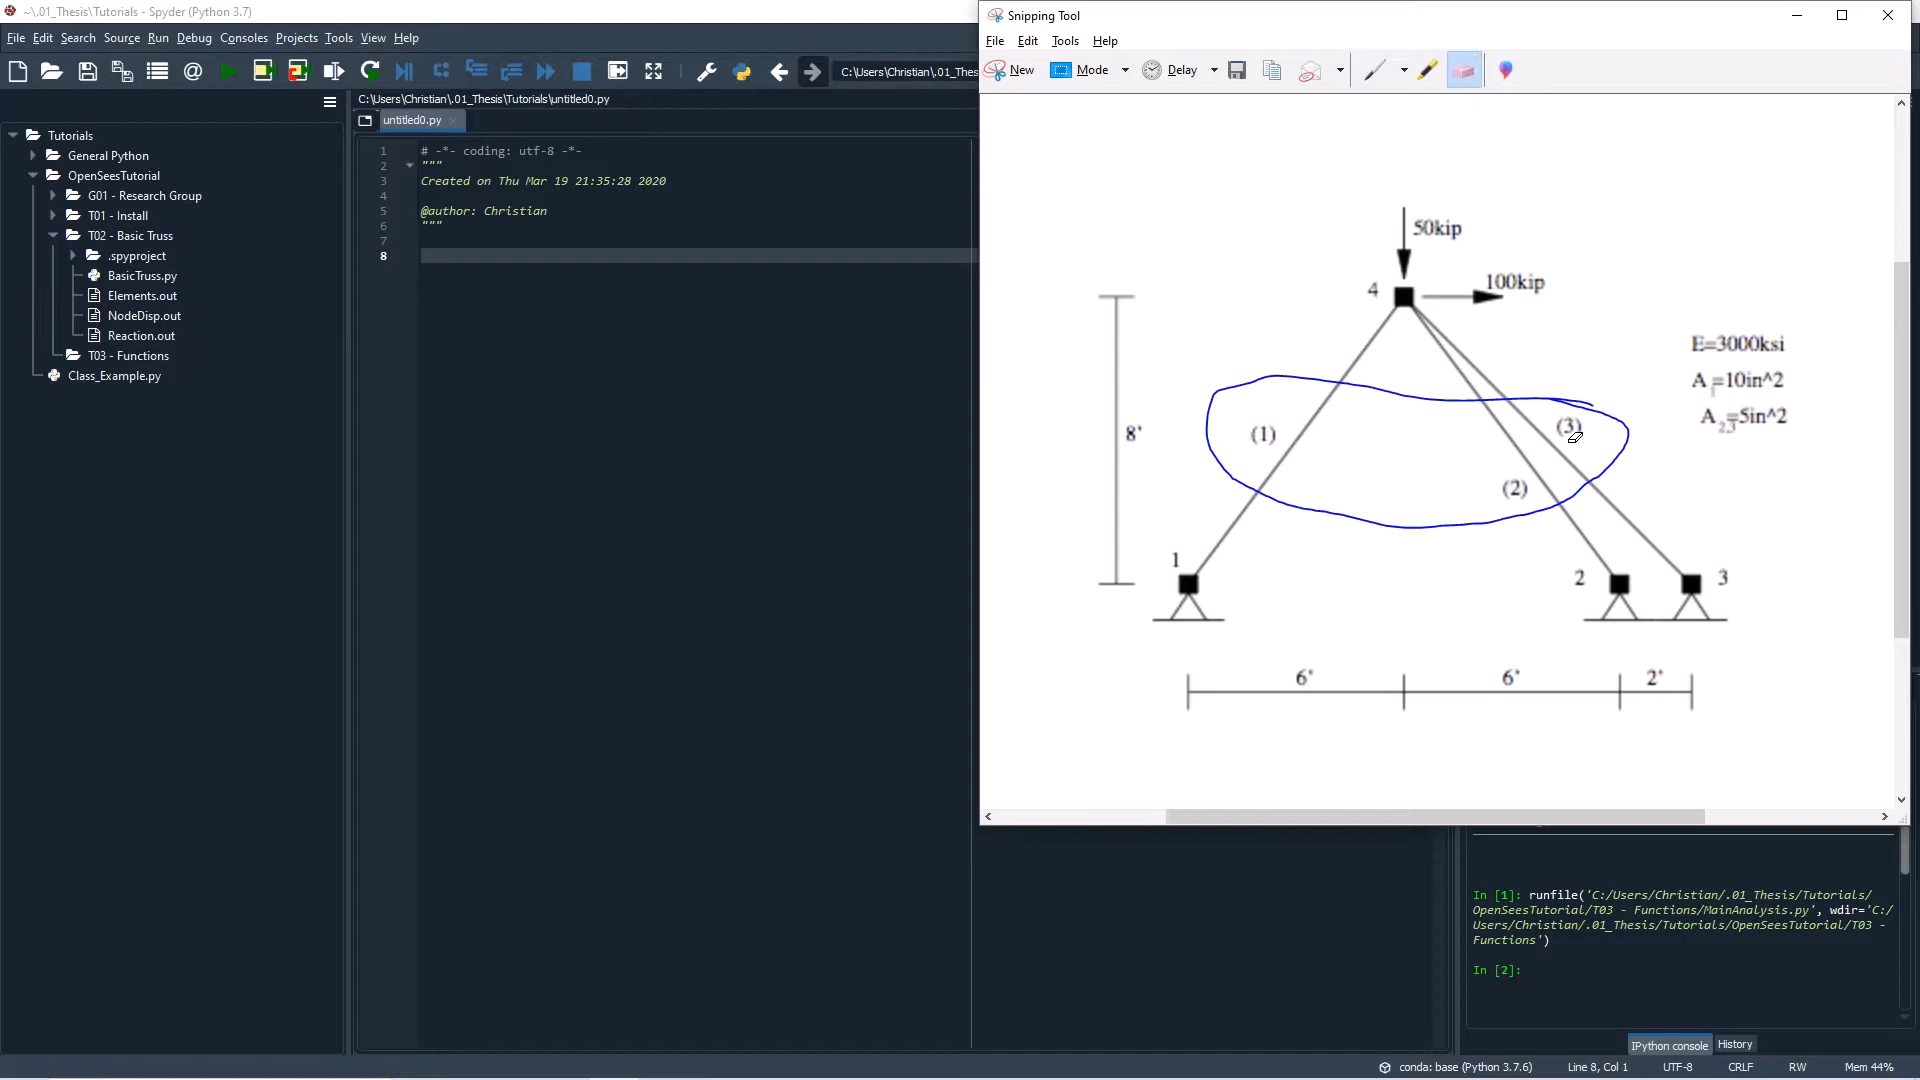 ~\.01_Thesis\Tutorials - Spyder (Python 3.7)
File Edit Search Source Run Debug Consoles Projects Tools View Help
C:\Users\Christian\.01_Thes
C:\Users\Christian\.01_Thesis\Tutorials\untitled0.py
untitled0.py
Tutorials
General Python
OpenSeesTutorial
G01 - Research Group
T01 - Install
T02 - Basic Truss
.spyproject
BasicTruss.py
Elements.out
NodeDisp.out
Reaction.out
T03 - Functions
Class_Example.py
1 # -*- coding: utf-8 -*-
2 """
3 Created on Thu Mar 19 21:35:28 2020
4
5 @author: Christian
6 """
7
8
Snipping Tool
File Edit Tools Help
New Mode Delay
50kip
4 100kip
E=3000ksi
A1=10in^2
A2,3=5in^2
8'
(1) (3)
(2)
1 2 3
6' 6' 2'
In [1]: runfile('C:/Users/Christian/.01_Thesis/Tutorials/
OpenSeesTutorial/T03 - Functions/MainAnalysis.py', wdir='C:/
Users/Christian/.01_Thesis/Tutorials/OpenSeesTutorial/T03 -
Functions')
In [2]:
IPython console History
conda: base (Python 3.7.6) Line 8, Col 1 UTF-8 CRLF RW Mem 44%